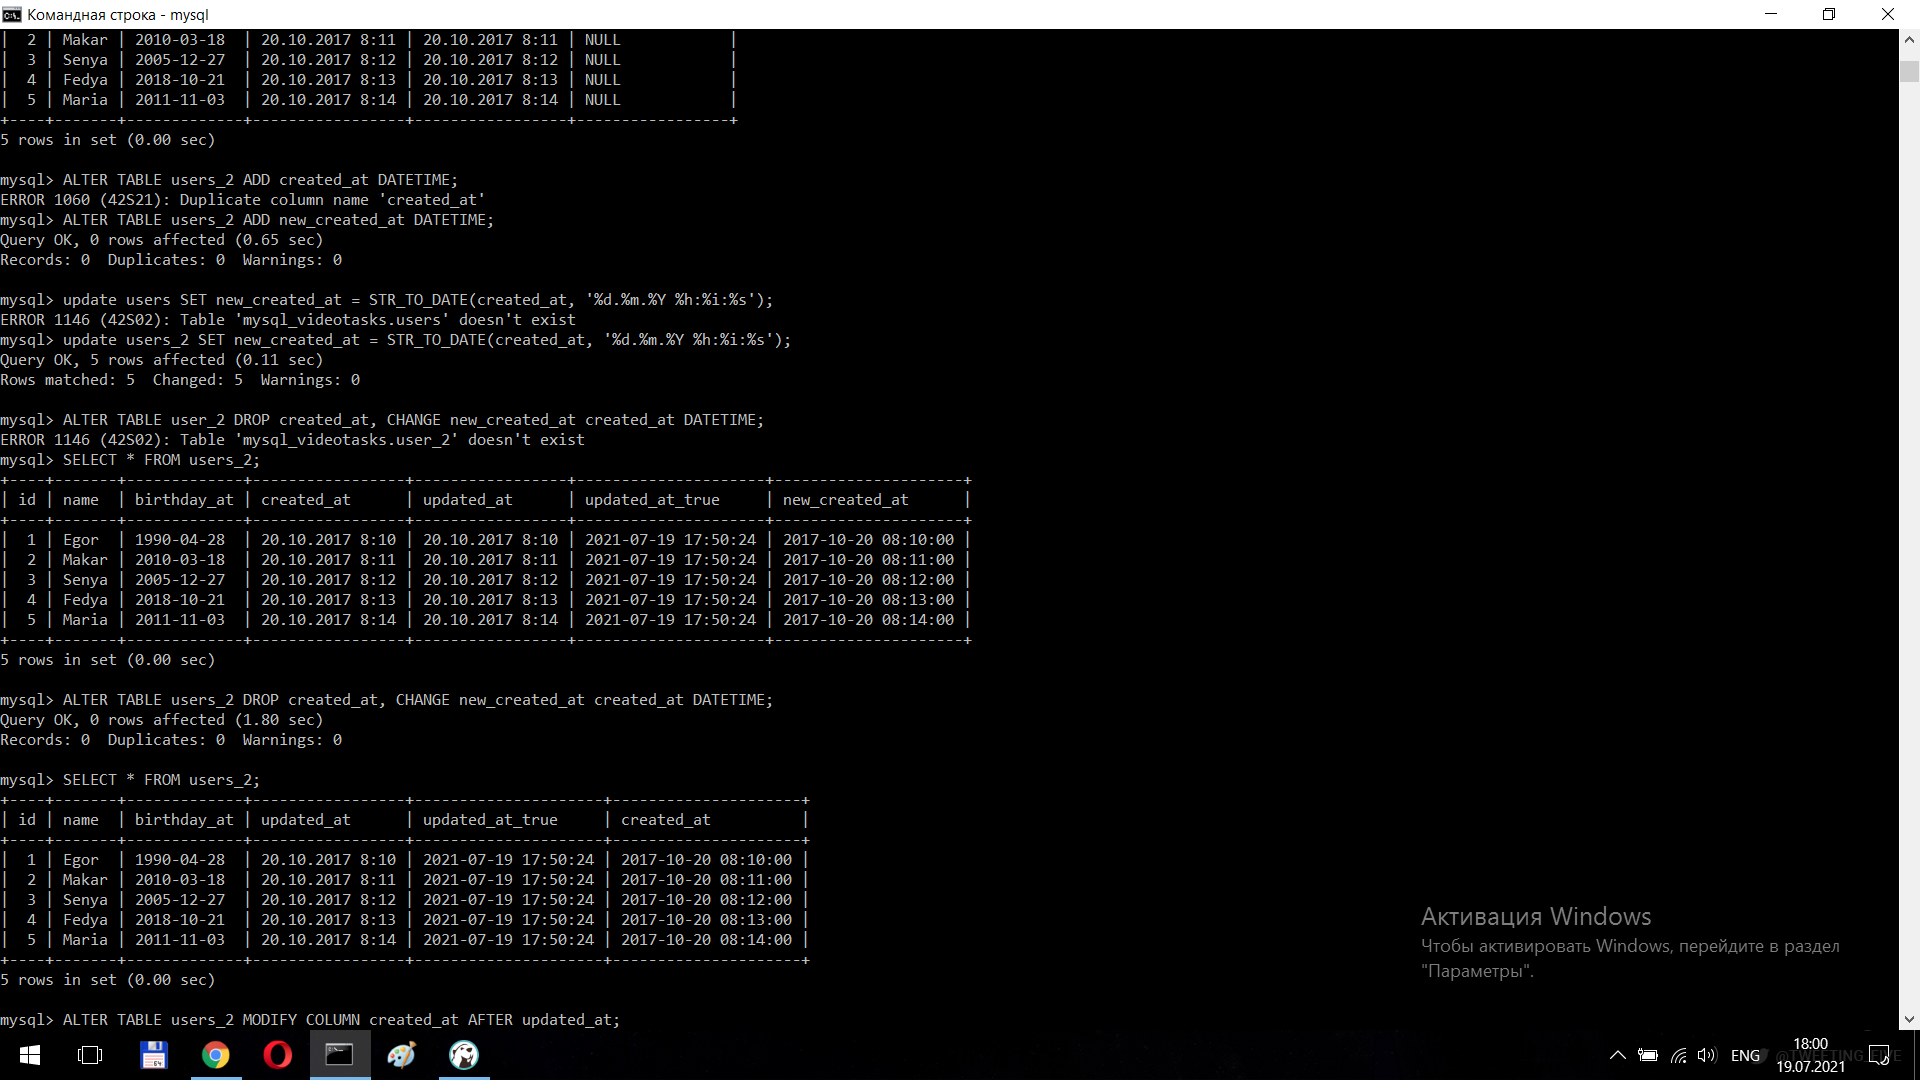 Командная строка - mysql
|  2 | Makar | 2010-03-18  | 20.10.2017 8:11 | 20.10.2017 8:11 | NULL            |
|  3 | Senya | 2005-12-27  | 20.10.2017 8:12 | 20.10.2017 8:12 | NULL            |
|  4 | Fedya | 2018-10-21  | 20.10.2017 8:13 | 20.10.2017 8:13 | NULL            |
|  5 | Maria | 2011-11-03  | 20.10.2017 8:14 | 20.10.2017 8:14 | NULL            |
+----+-------+-------------+-----------------+-----------------+-----------------+
5 rows in set (0.00 sec)
mysql> ALTER TABLE users_2 ADD created_at DATETIME;
ERROR 1060 (42S21): Duplicate column name 'created_at'
mysql> ALTER TABLE users_2 ADD new_created_at DATETIME;
Query OK, 0 rows affected (0.65 sec)
Records: 0  Duplicates: 0  Warnings: 0
mysql> update users SET new_created_at = STR_TO_DATE(created_at, '%d.%m.%Y %h:%i:%s');
ERROR 1146 (42S02): Table 'mysql_videotasks.users' doesn't exist
mysql> update users_2 SET new_created_at = STR_TO_DATE(created_at, '%d.%m.%Y %h:%i:%s');
Query OK, 5 rows affected (0.11 sec)
Rows matched: 5  Changed: 5  Warnings: 0
mysql> ALTER TABLE user_2 DROP created_at, CHANGE new_created_at created_at DATETIME;
ERROR 1146 (42S02): Table 'mysql_videotasks.user_2' doesn't exist
mysql> SELECT * FROM users_2;
+----+-------+-------------+-----------------+-----------------+---------------------+---------------------+
| id | name  | birthday_at | created_at      | updated_at      | updated_at_true     | new_created_at      |
+----+-------+-------------+-----------------+-----------------+---------------------+---------------------+
|  1 | Egor  | 1990-04-28  | 20.10.2017 8:10 | 20.10.2017 8:10 | 2021-07-19 17:50:24 | 2017-10-20 08:10:00 |
|  2 | Makar | 2010-03-18  | 20.10.2017 8:11 | 20.10.2017 8:11 | 2021-07-19 17:50:24 | 2017-10-20 08:11:00 |
|  3 | Senya | 2005-12-27  | 20.10.2017 8:12 | 20.10.2017 8:12 | 2021-07-19 17:50:24 | 2017-10-20 08:12:00 |
|  4 | Fedya | 2018-10-21  | 20.10.2017 8:13 | 20.10.2017 8:13 | 2021-07-19 17:50:24 | 2017-10-20 08:13:00 |
|  5 | Maria | 2011-11-03  | 20.10.2017 8:14 | 20.10.2017 8:14 | 2021-07-19 17:50:24 | 2017-10-20 08:14:00 |
+----+-------+-------------+-----------------+-----------------+---------------------+---------------------+
5 rows in set (0.00 sec)
mysql> ALTER TABLE users_2 DROP created_at, CHANGE new_created_at created_at DATETIME;
Query OK, 0 rows affected (1.80 sec)
Records: 0  Duplicates: 0  Warnings: 0
mysql> SELECT * FROM users_2;
+----+-------+-------------+-----------------+---------------------+---------------------+
| id | name  | birthday_at | updated_at      | updated_at_true     | created_at          |
+----+-------+-------------+-----------------+---------------------+---------------------+
|  1 | Egor  | 1990-04-28  | 20.10.2017 8:10 | 2021-07-19 17:50:24 | 2017-10-20 08:10:00 |
|  2 | Makar | 2010-03-18  | 20.10.2017 8:11 | 2021-07-19 17:50:24 | 2017-10-20 08:11:00 |
|  3 | Senya | 2005-12-27  | 20.10.2017 8:12 | 2021-07-19 17:50:24 | 2017-10-20 08:12:00 |
|  4 | Fedya | 2018-10-21  | 20.10.2017 8:13 | 2021-07-19 17:50:24 | 2017-10-20 08:13:00 |
|  5 | Maria | 2011-11-03  | 20.10.2017 8:14 | 2021-07-19 17:50:24 | 2017-10-20 08:14:00 |
+----+-------+-------------+-----------------+---------------------+---------------------+
5 rows in set (0.00 sec)
mysql> ALTER TABLE users_2 MODIFY COLUMN created_at AFTER updated_at;
Активация Windows
Чтобы активировать Windows, перейдите в раздел
"Параметры".
64
ENG
18:00
19.07.2021